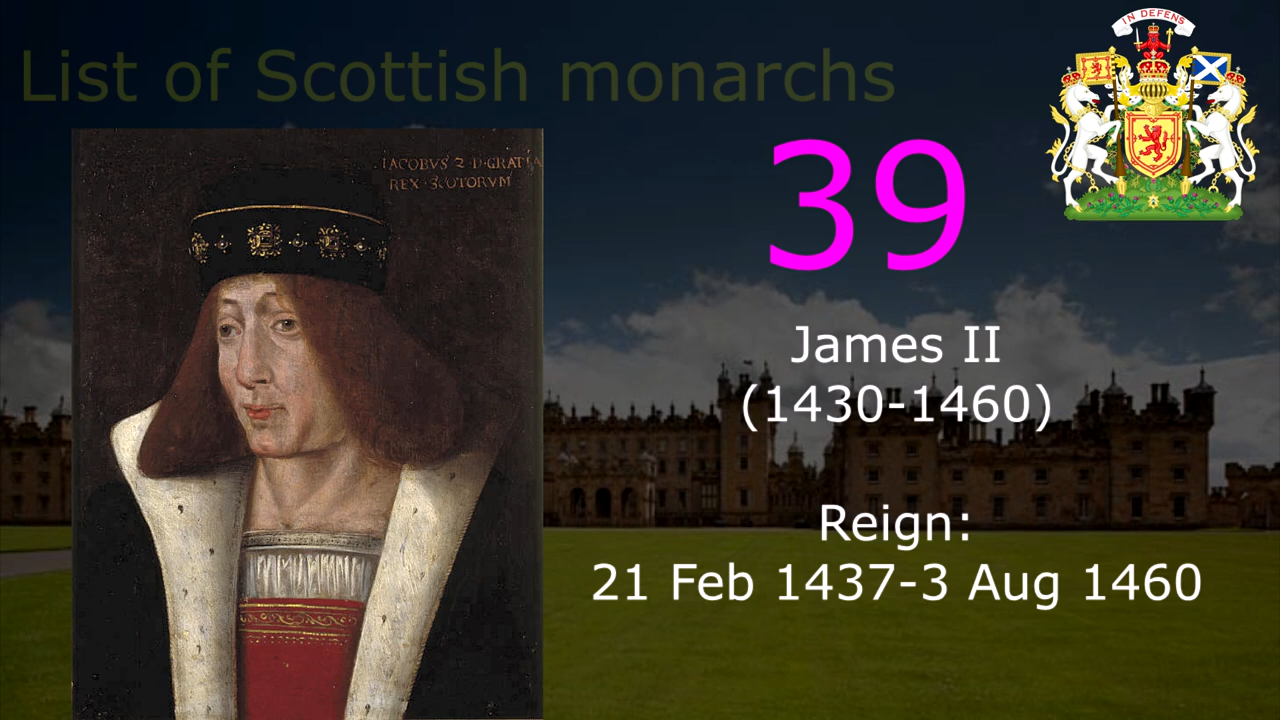 IN DEFENS
List of Scottish monarchs
IACOBVS 2 D GRATIA
REX SCOTORVM
39
James II
(1430-1460)
Reign:
21 Feb 1437-3 Aug 1460